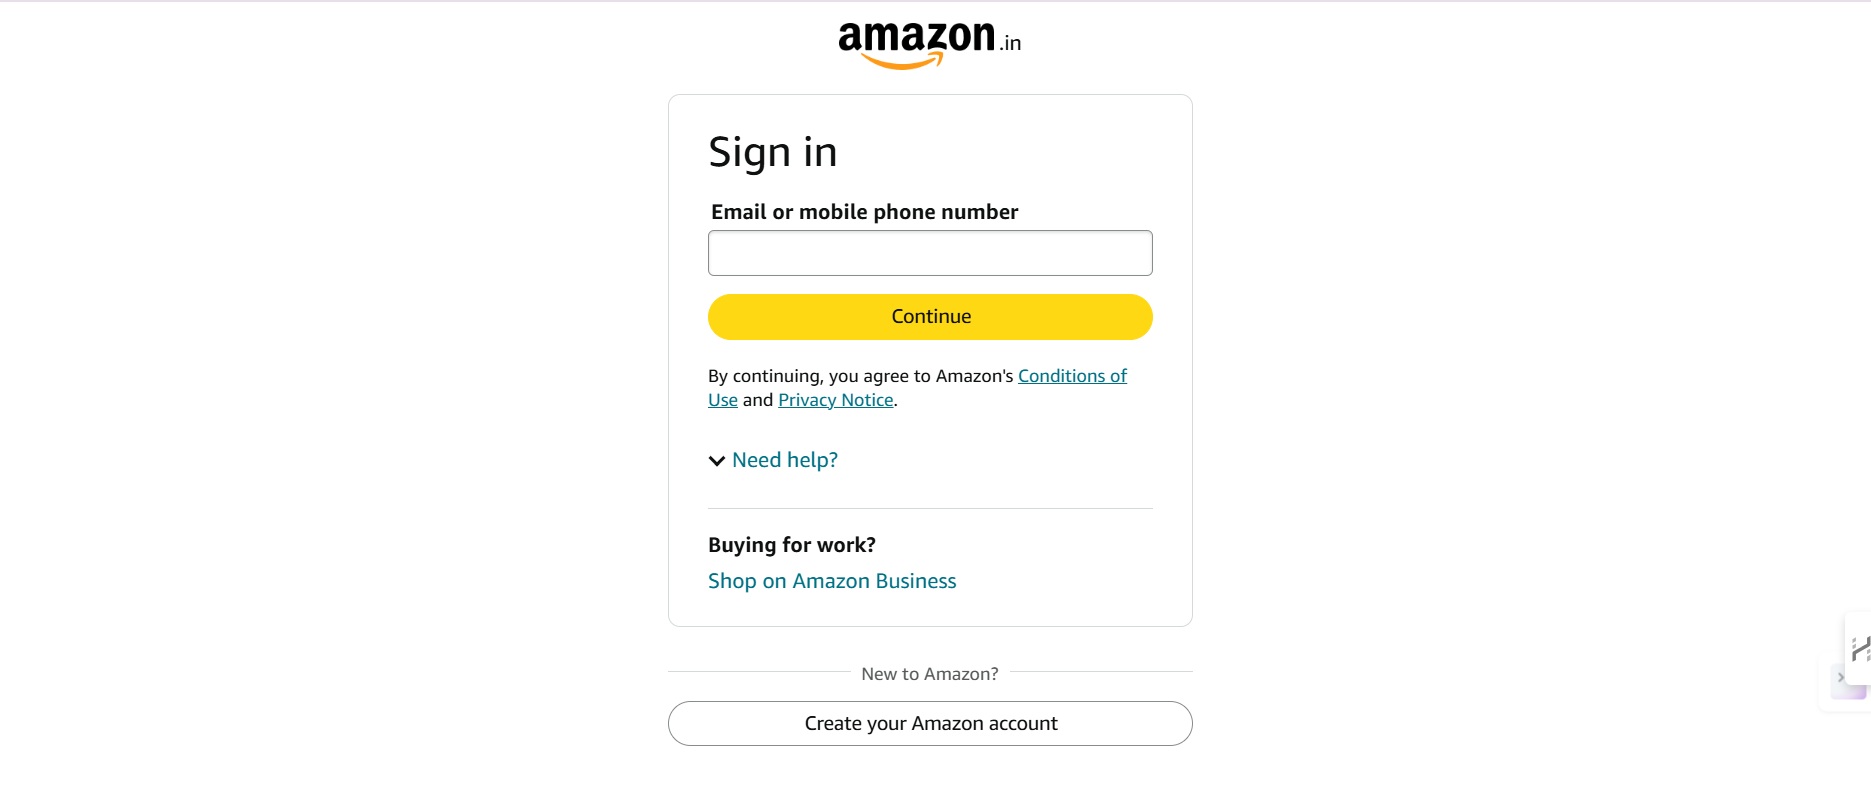 amazon.in
Sign in
Email or mobile phone number
Continue
By continuing, you agree to Amazon's Conditions of
Use and Privacy Notice.
Need help?
Buying for work?
Shop on Amazon Business
New to Amazon?
Create your Amazon account